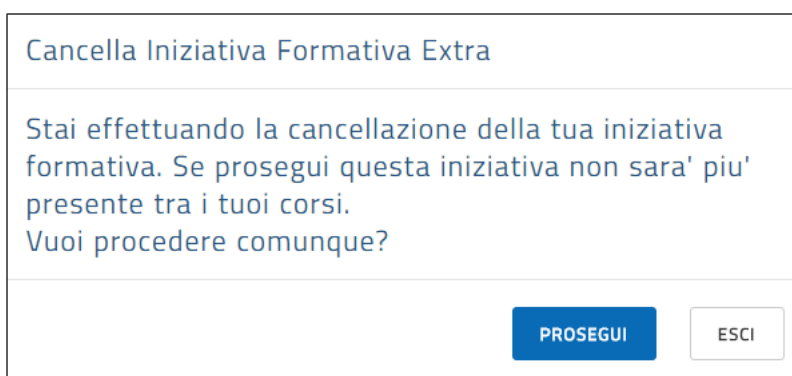 Cancella Iniziativa Formativa Extra
Stai effettuando la cancellazione della tua iniziativa
formativa. Se prosegui questa iniziativa non sara' piu'
presente tra i tuoi corsi.
Vuoi procedere comunque?
PROSEGUI
ESCI